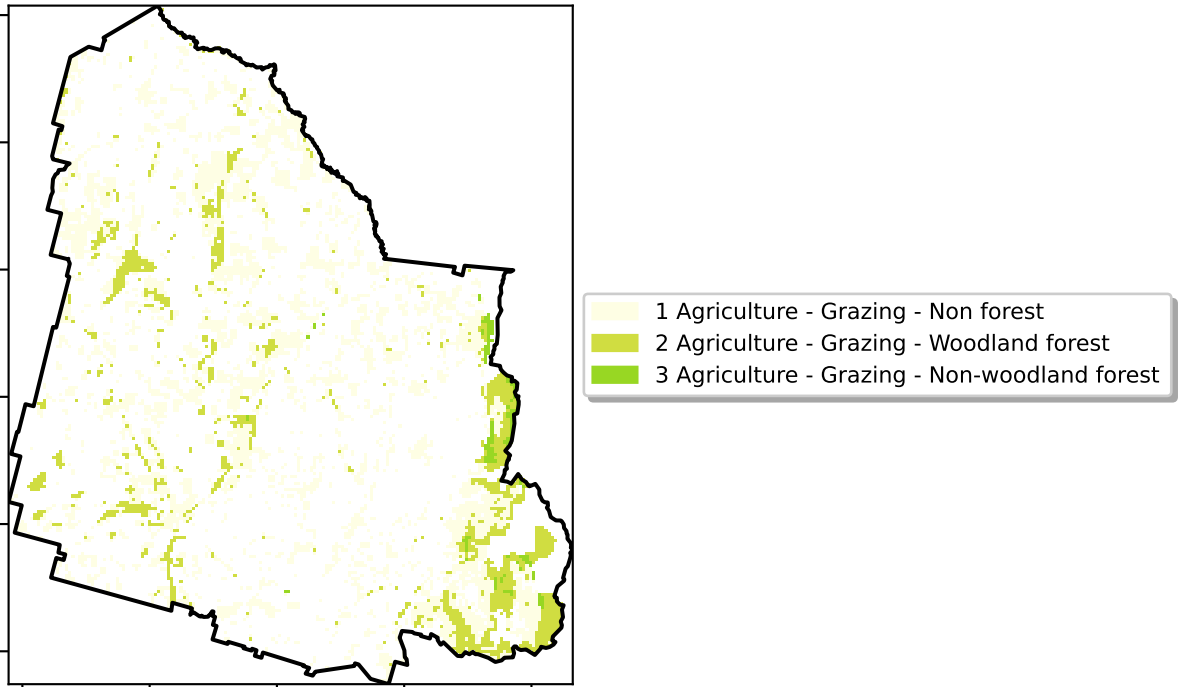 1 Agriculture - Grazing - Non forest
2 Agriculture - Grazing - Woodland forest
3 Agriculture - Grazing - Non-woodland forest